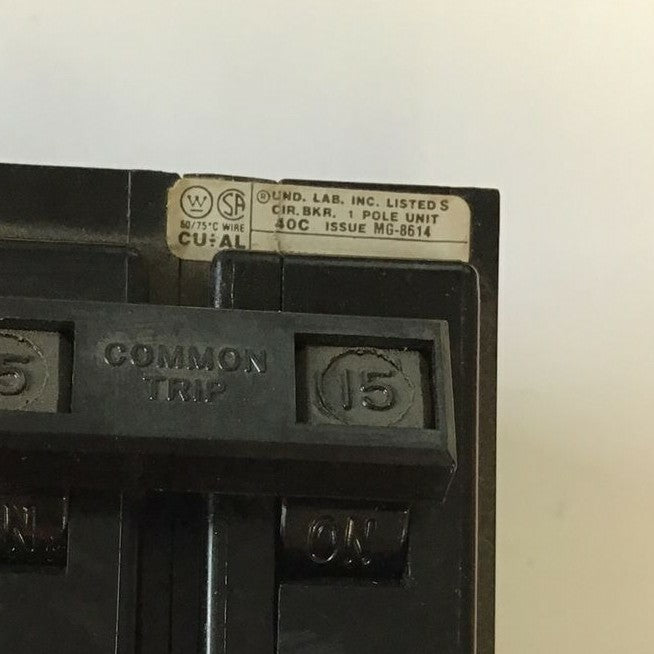 W SA
60/75°C WIRE
CU÷AL
®UND. LAB. INC. LISTED S
CIR. BKR. 1 POLE UNIT
40C ISSUE MG-8614
COMMON
TRIP
5
15
N
ON